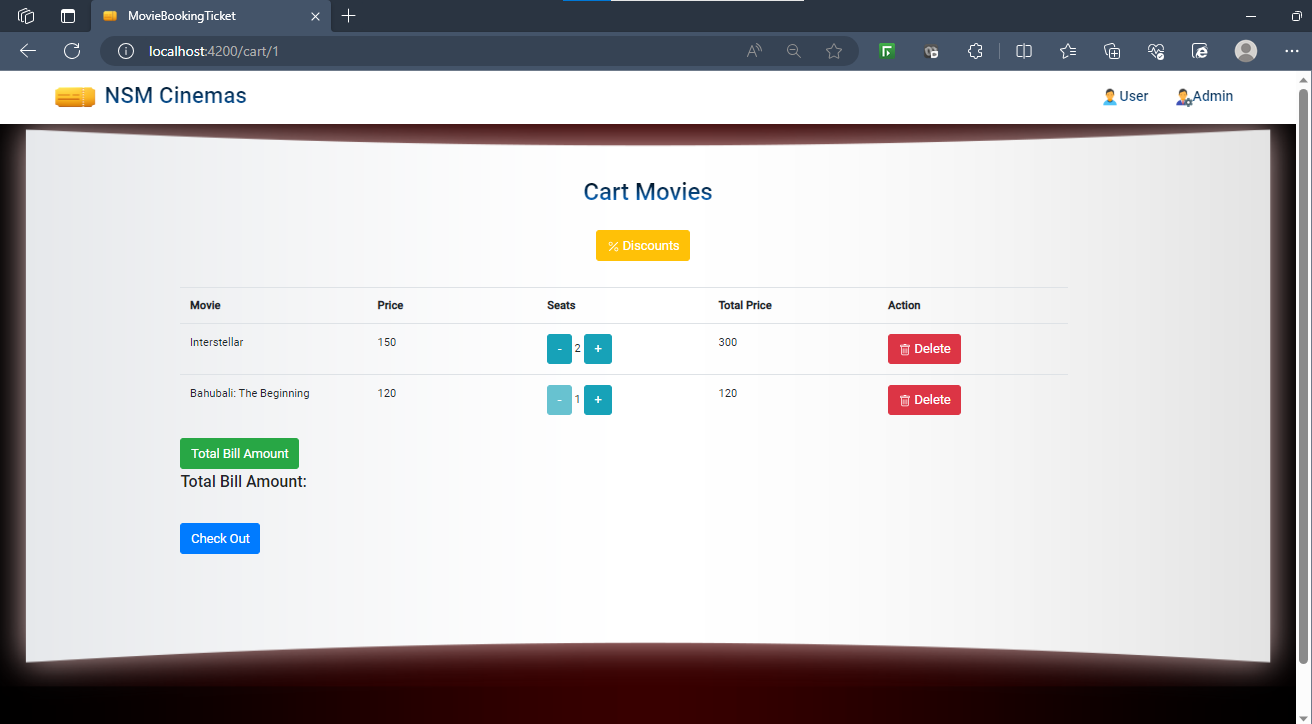 MovieBookingTicket
localhost:4200/cart/1
NSM Cinemas
User
Admin
Cart Movies
% Discounts
Movie Price Seats Total Price Action
Interstellar 150 - 2 + 300 Delete
Bahubali: The Beginning 120 - 1 + 120 Delete
Total Bill Amount
Total Bill Amount:
Check Out